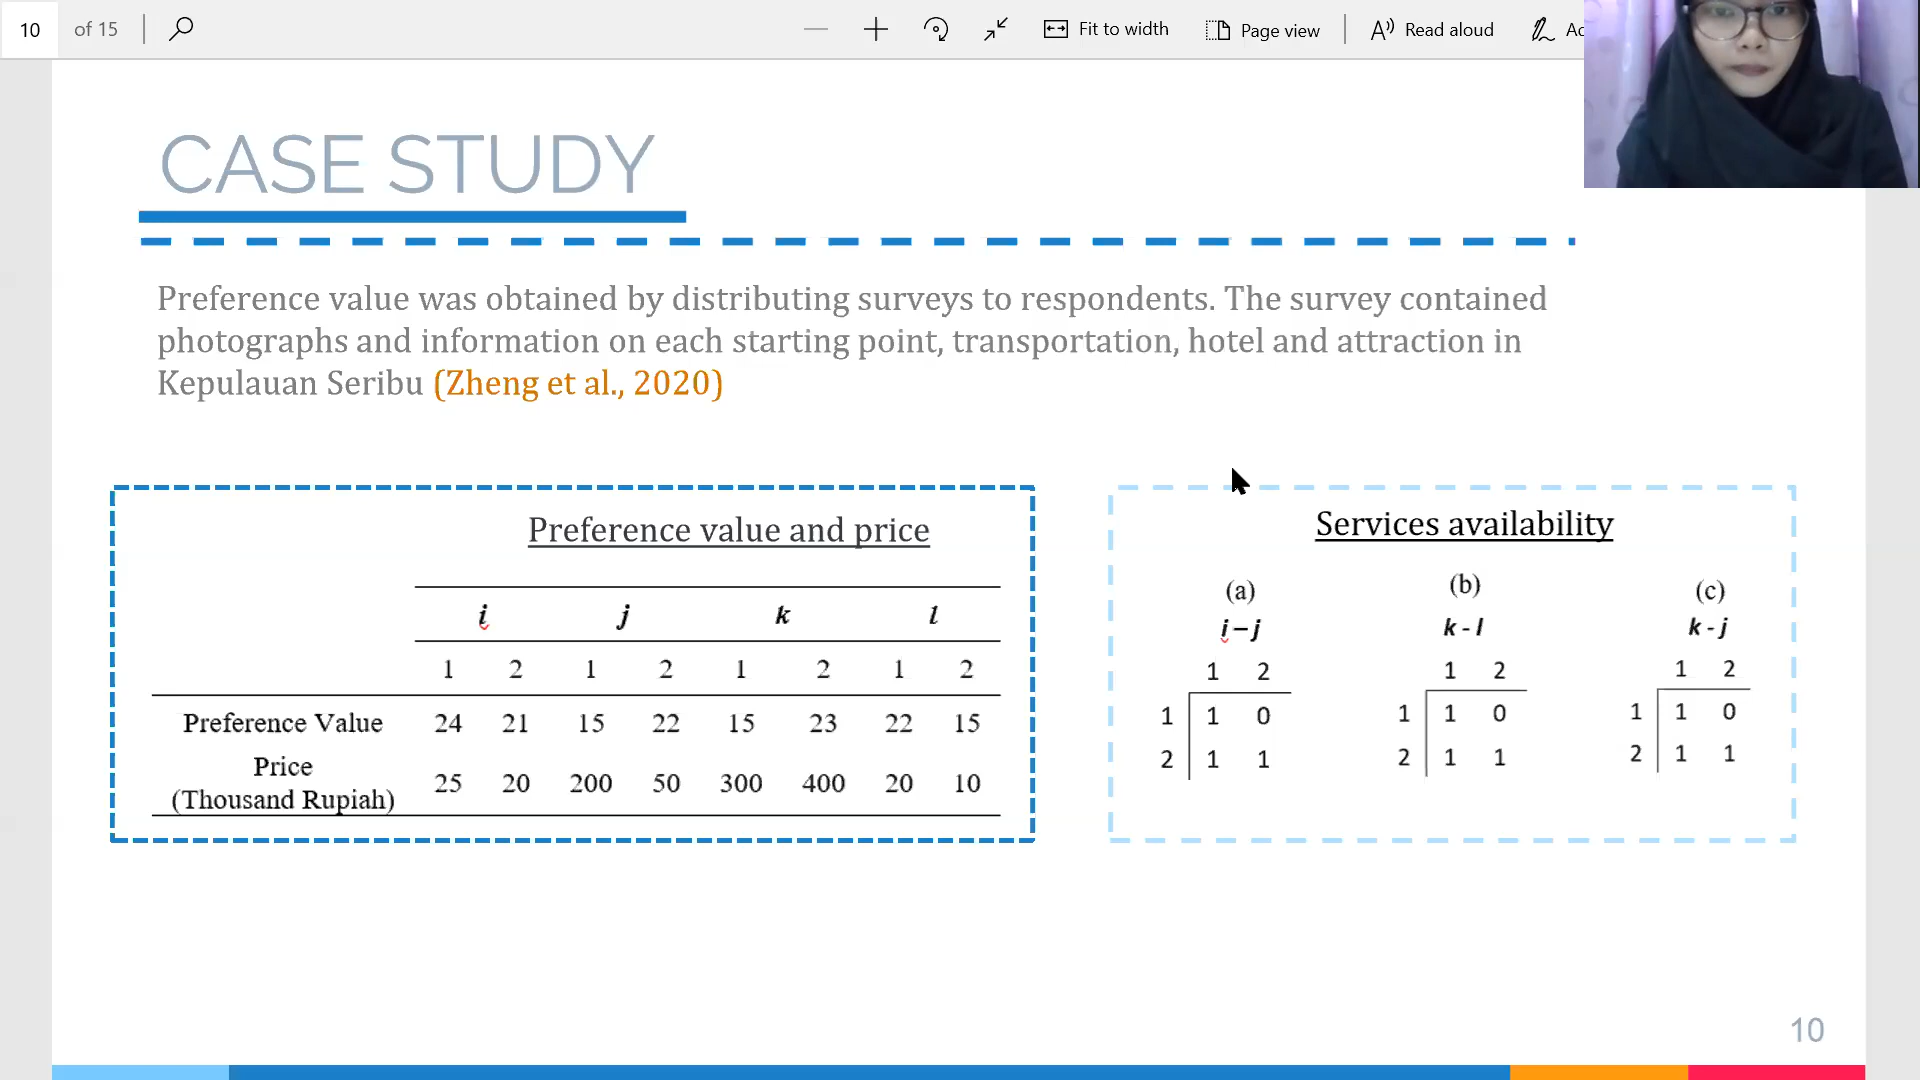 10 of 15 Fit to width Page view Read aloud
CASE STUDY
Preference value was obtained by distributing surveys to respondents. The survey contained
photographs and information on each starting point, transportation, hotel and attraction in
Kepulauan Seribu (Zheng et al., 2020)
Preference value and price
i j k l
1 2 1 2 1 2 1 2
Preference Value 24 21 15 22 15 23 22 15
Price
(Thousand Rupiah) 25 20 200 50 300 400 20 10
Services availability
(a) (b) (c)
i – j k - l k - j
1 2 1 2 1 2
1 1 0 1 1 0 1 1 0
2 1 1 2 1 1 2 1 1
10